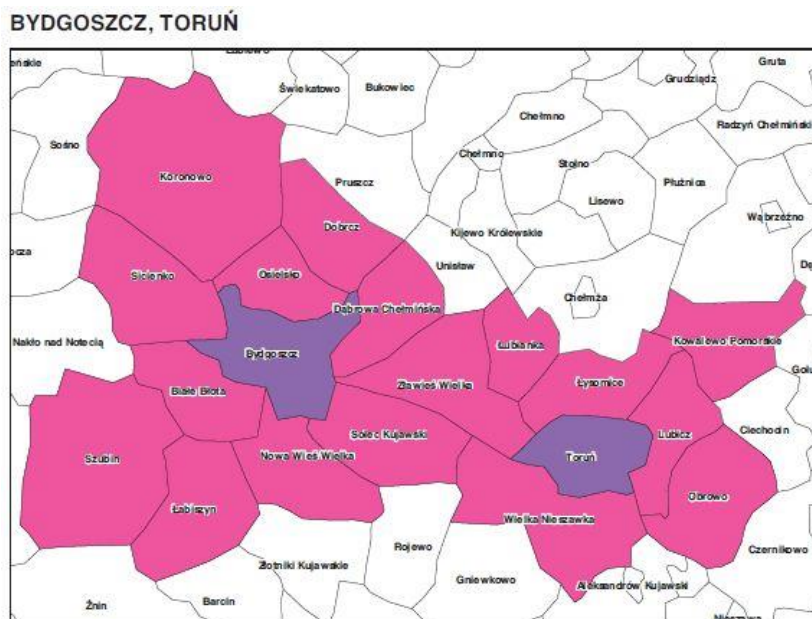 BYDGOSZCZ, TORUŃ
eńskie
Świekatowo
Bukowiec
Grudziądz
Gruta
Chełmno
Radzyń Chełmiński
Sośno
Chełmno
Stolno
Koronowo
Pruszcz
Płużnica
Lisewo
Wąbrzeźno
Dobrcz
Kijewo Królewskie
Unisław
Sicienko
Osielsko
Chełmża
Dąbrowa Chełmińska
Nakło nad Notecią
Bydgoszcz
Łubianka
Kowalewo Pomorskie
Białe Błota
Zławieś Wielka
Łysomice
Ciechocin
Solec Kujawski
Lubicz
Szubin
Nowa Wieś Wielka
Toruń
Obrowo
Łabiszyn
Wielka Nieszawka
Rojewo
Czernikowo
Złotniki Kujawskie
Gniewkowo
Aleksandrów Kujawski
Żnin
Barcin